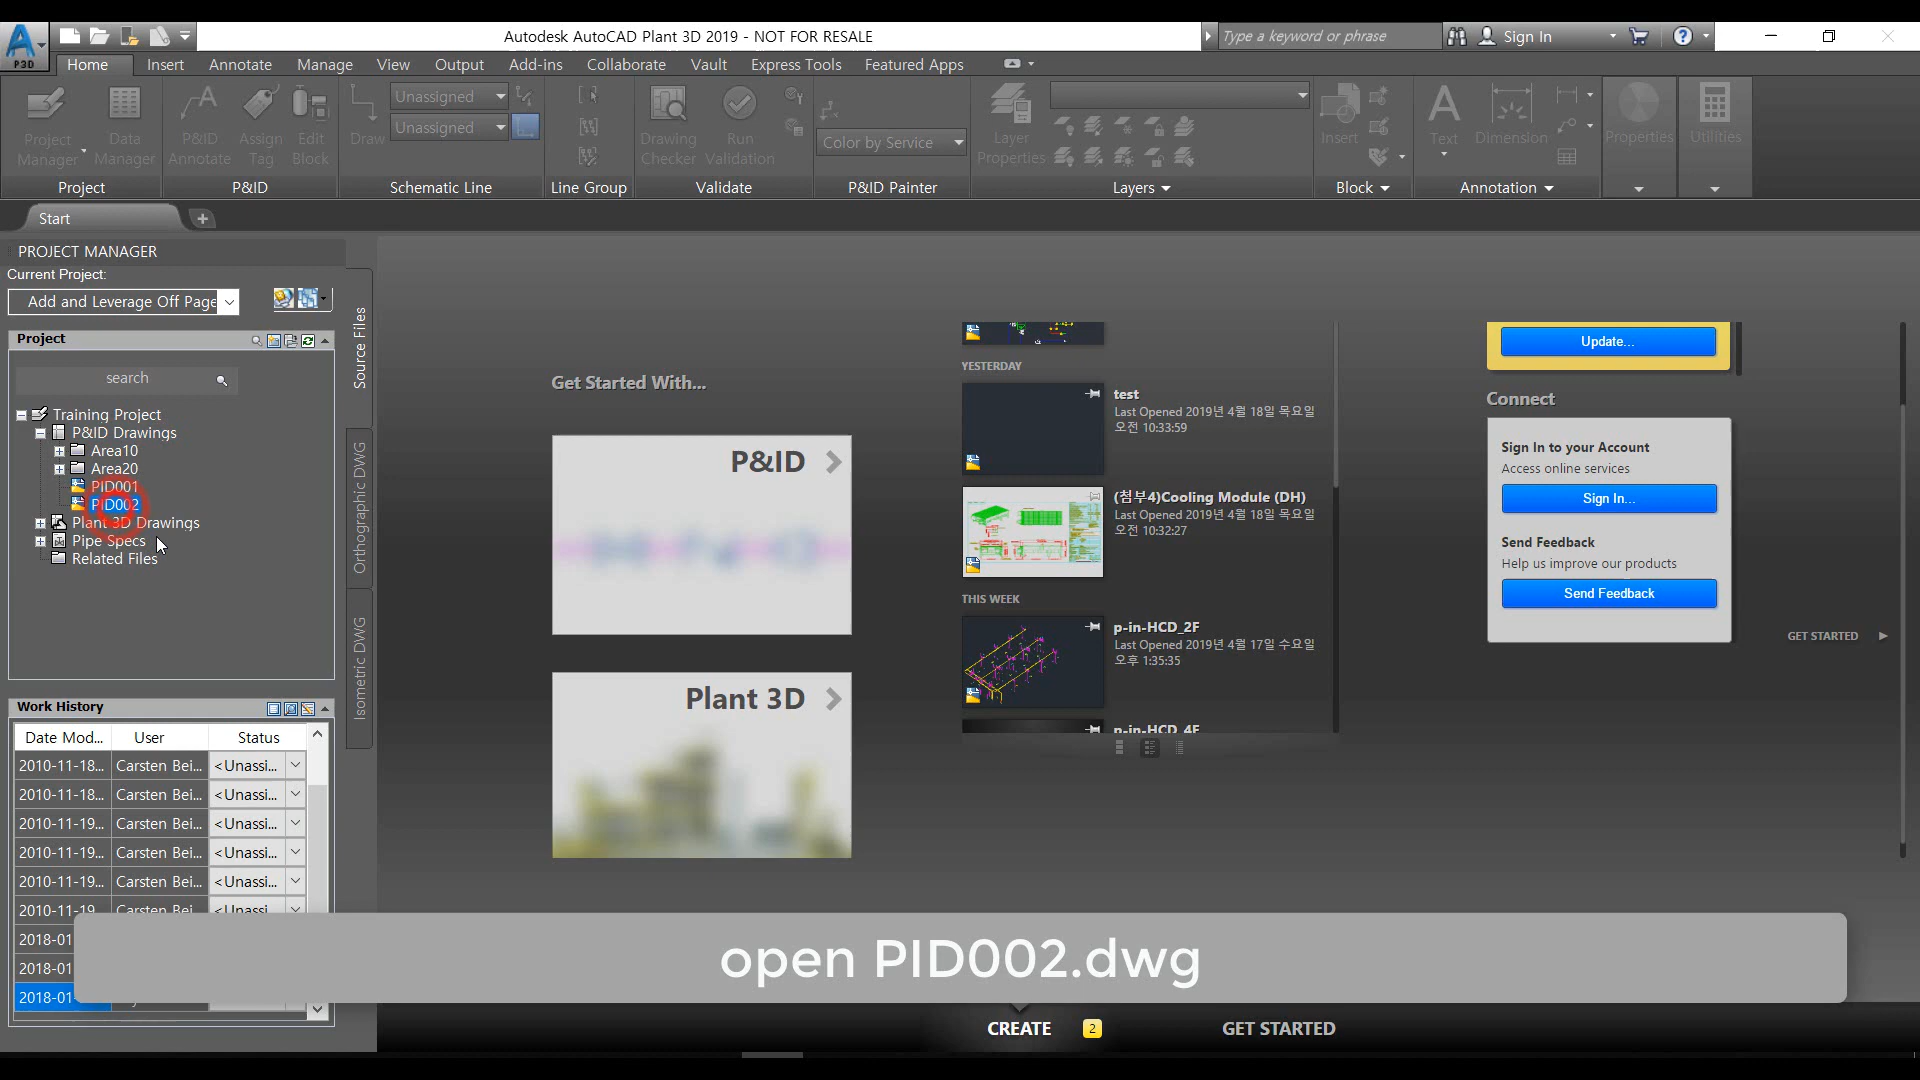 Autodesk AutoCAD Plant 3D 2019 - NOT FOR RESALE
Type a keyword or phrase
Sign In
P3D
Home Insert Annotate Manage View Output Add-ins Collaborate Vault Express Tools Featured Apps
Project Manager
Data Manager
P&ID Annotate
Assign Tag
Edit Block
Draw
Unassigned
Unassigned
Drawing Checker
Run Validation
Color by Service
Layer Properties
Insert
Text
Dimension
Properties
Utilities
Project P&ID Schematic Line Line Group Validate P&ID Painter Layers Block Annotation
Start
PROJECT MANAGER
Current Project:
Add and Leverage Off Page
Project
search
Training Project
P&ID Drawings
Area10
Area20
PID001
PID002
Plant 3D Drawings
Pipe Specs
Related Files
Source Files
Orthographic DWG
Isometric DWG
Work History
Date Mod... User Status
2010-11-18... Carsten Bei... <Unassi...
2010-11-18... Carsten Bei... <Unassi...
2010-11-19... Carsten Bei... <Unassi...
2010-11-19... Carsten Bei... <Unassi...
2010-11-19... Carsten Bei... <Unassi...
2010-11-19 Carsten Bei <Unassi
2018-01
2018-01
2018-01
Get Started With...
P&ID
Plant 3D
YESTERDAY
test
Last Opened 2019년 4월 18일 목요일
오전 10:33:59
(첨부4)Cooling Module (DH)
Last Opened 2019년 4월 18일 목요일
오전 10:32:27
THIS WEEK
p-in-HCD_2F
Last Opened 2019년 4월 17일 수요일
오후 1:35:35
p-in-HCD_4F
Update...
Connect
Sign In to your Account
Access online services
Sign In...
Send Feedback
Help us improve our products
Send Feedback
GET STARTED
open PID002.dwg
CREATE 2 GET STARTED